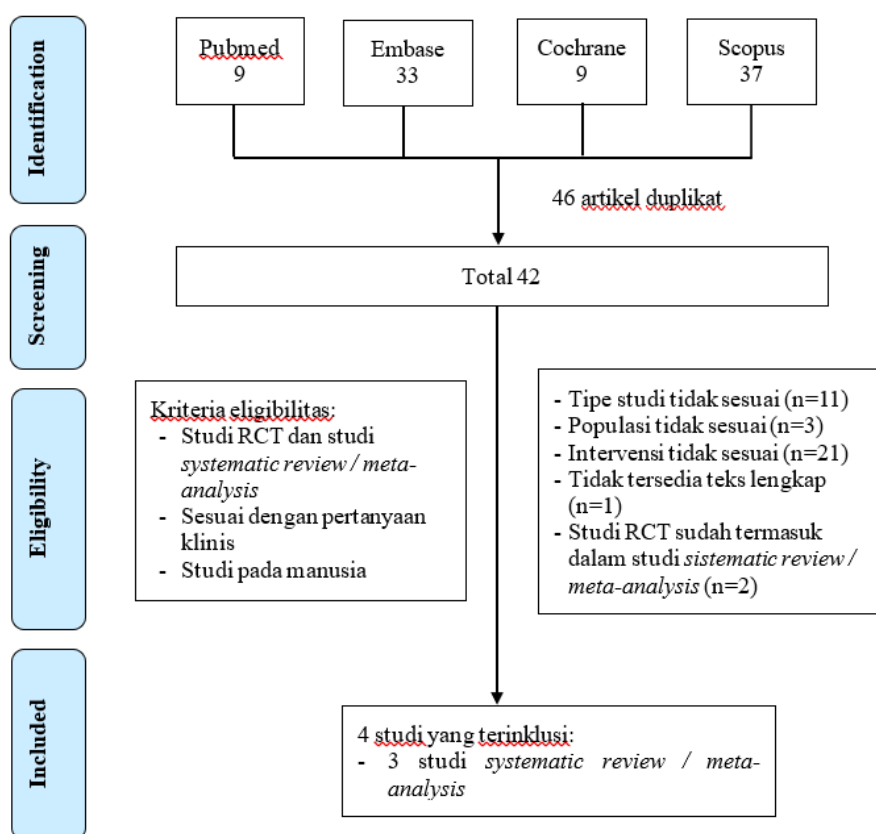 Identification
Pubmed
9
Embase
33
Cochrane
9
Scopus
37
46 artikel duplikat
Screening
Total 42
Eligibility
Kriteria eligibilitas:
- Studi RCT dan studi
systematic review / meta-
analysis
- Sesuai dengan pertanyaan
klinis
- Studi pada manusia
- Tipe studi tidak sesuai (n=11)
- Populasi tidak sesuai (n=3)
- Intervensi tidak sesuai (n=21)
- Tidak tersedia teks lengkap
(n=1)
- Studi RCT sudah termasuk
dalam studi sistematic review /
meta-analysis (n=2)
Included
4 studi yang terinklusi:
- 3 studi systematic review / meta-
analysis